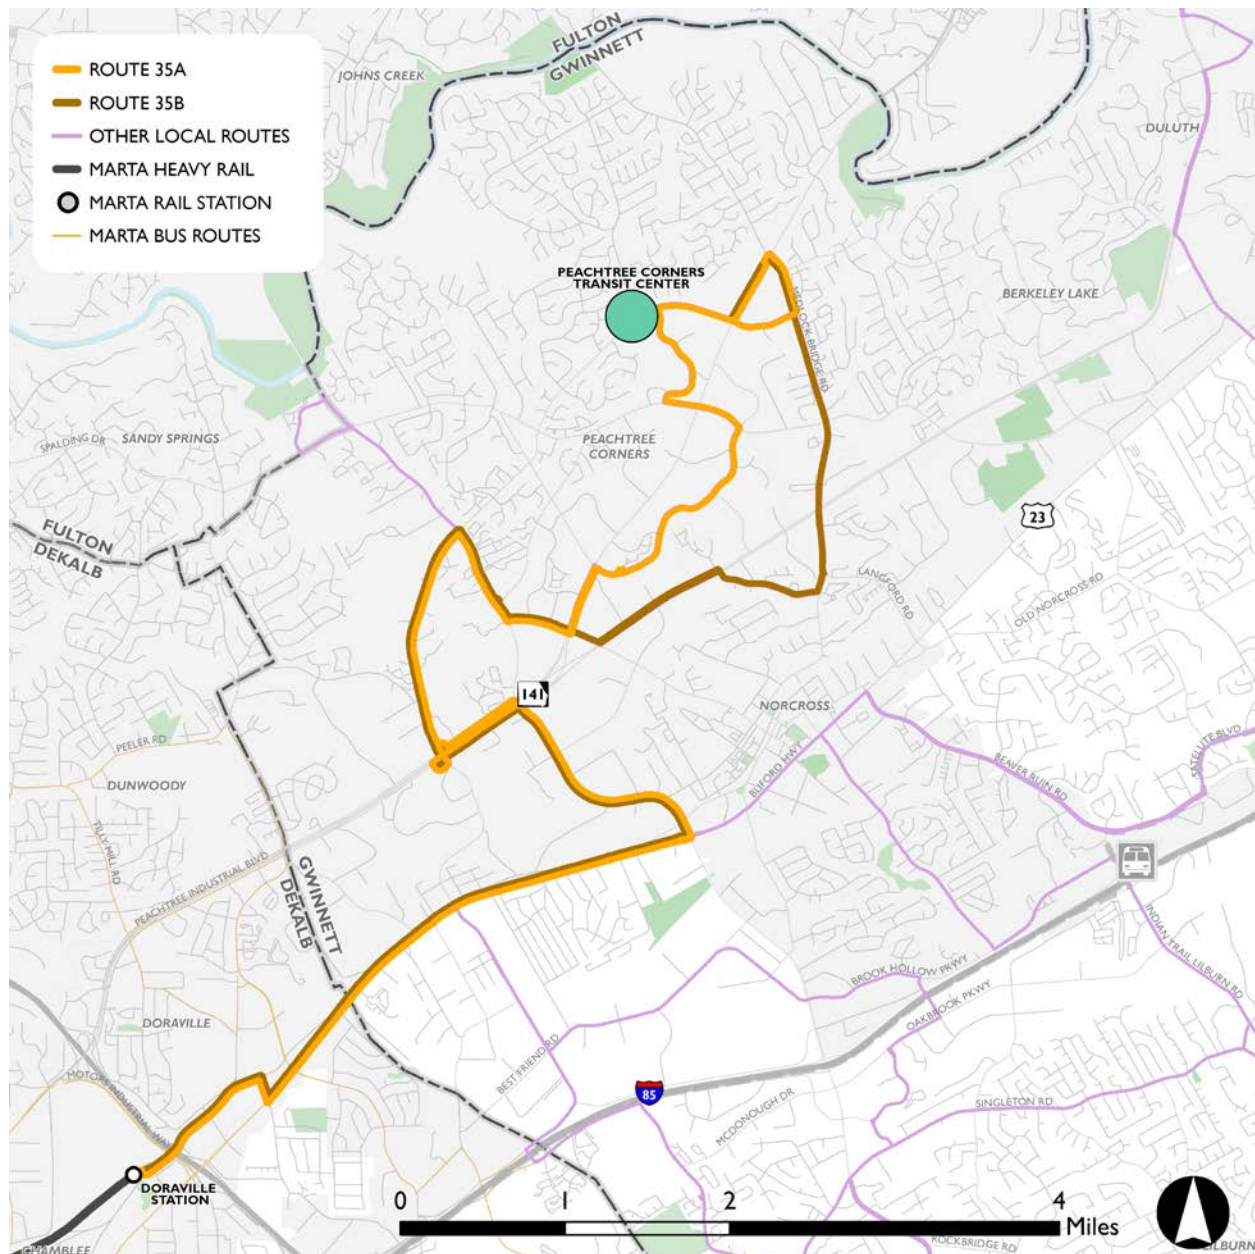 FULTON
GWINNETT
ROUTE 35A
ROUTE 35B
OTHER LOCAL ROUTES
MARTA HEAVY RAIL
MARTA RAIL STATION
MARTA BUS ROUTES
JOHNS CREEK
DULUTH
PEACHTREE CORNERS
TRANSIT CENTER
BERKELEY LAKE
MEDLOCK BRIDGE RD
SPALDING DR
SANDY SPRINGS
PEACHTREE
CORNERS
23
FULTON
DEKALB
LANGFORD RD
OLD NORCROSS RD
141
NORCROSS
PEELER RD
DUNWOODY
BUFORD HWY
BEAVER RUIN RD
SATELLITE BLVD
TILLY MILL RD
PEACHTREE INDUSTRIAL BLVD
GWINNETT
DEKALB
INDIAN TRAIL LILBURN RD
BROOK HOLLOW PKWY
OAKBROOK PKWY
DORAVILLE
BEST FRIEND RD
MOTORS INDUSTRIAL WAY
85
MCDONOUGH DR
SINGLETON RD
DORAVILLE
STATION
0 1 2 4
Miles
ROCKBRIDGE RD
CHAMBLEE
LILBURN